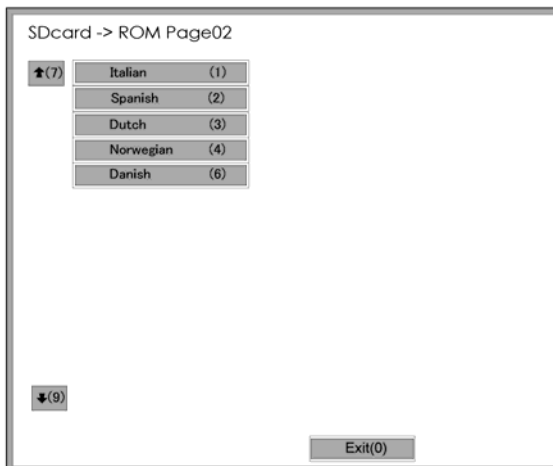 SDcard -> ROM Page02
⬆(7)
Italian (1)
Spanish (2)
Dutch (3)
Norwegian (4)
Danish (6)
⬇(9)
Exit(0)